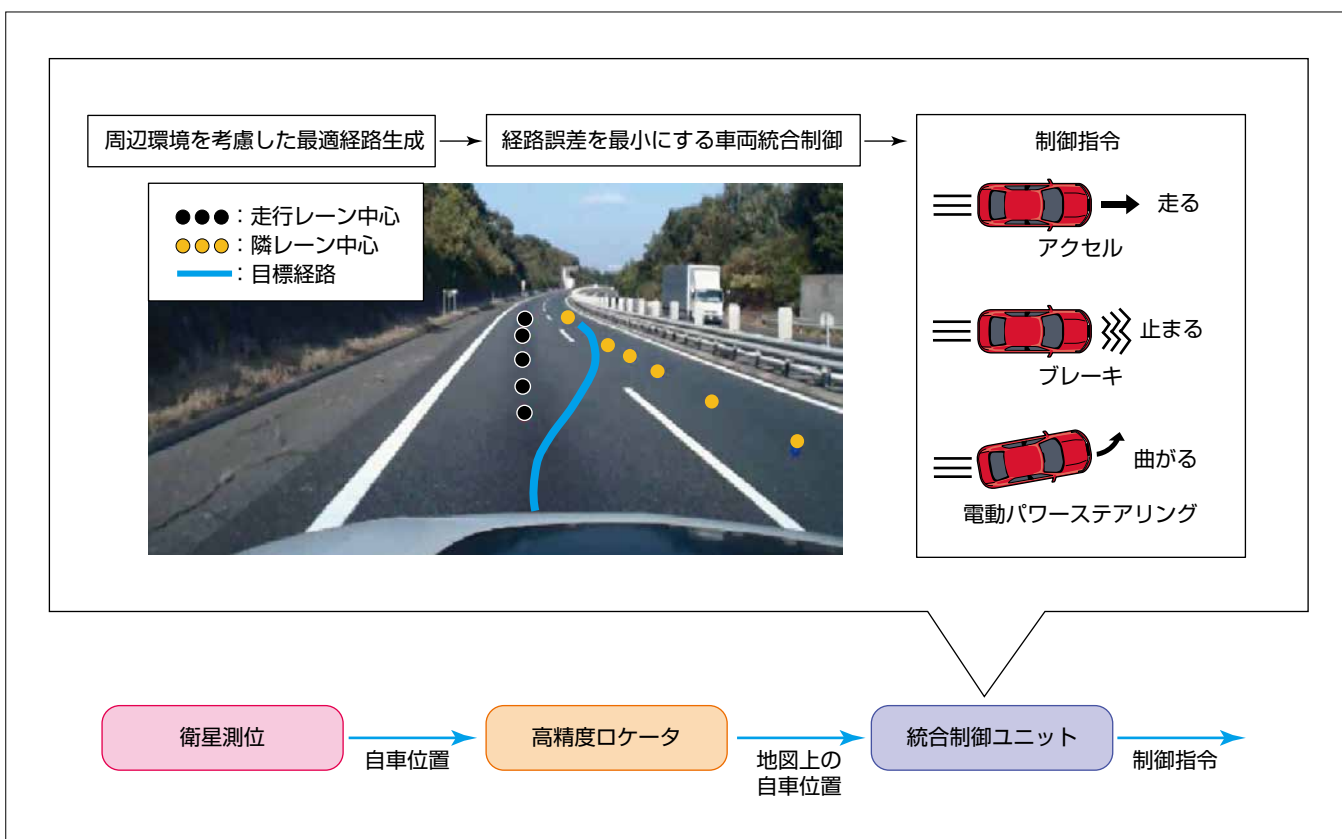 周辺環境を考慮した最適経路生成
経路誤差を最小にする車両統合制御
制御指令
：走行レーン中心
：隣レーン中心
：目標経路
走る
アクセル
止まる
ブレーキ
曲がる
電動パワーステアリング
衛星測位
自車位置
高精度ロケータ
地図上の
自車位置
統合制御ユニット
制御指令